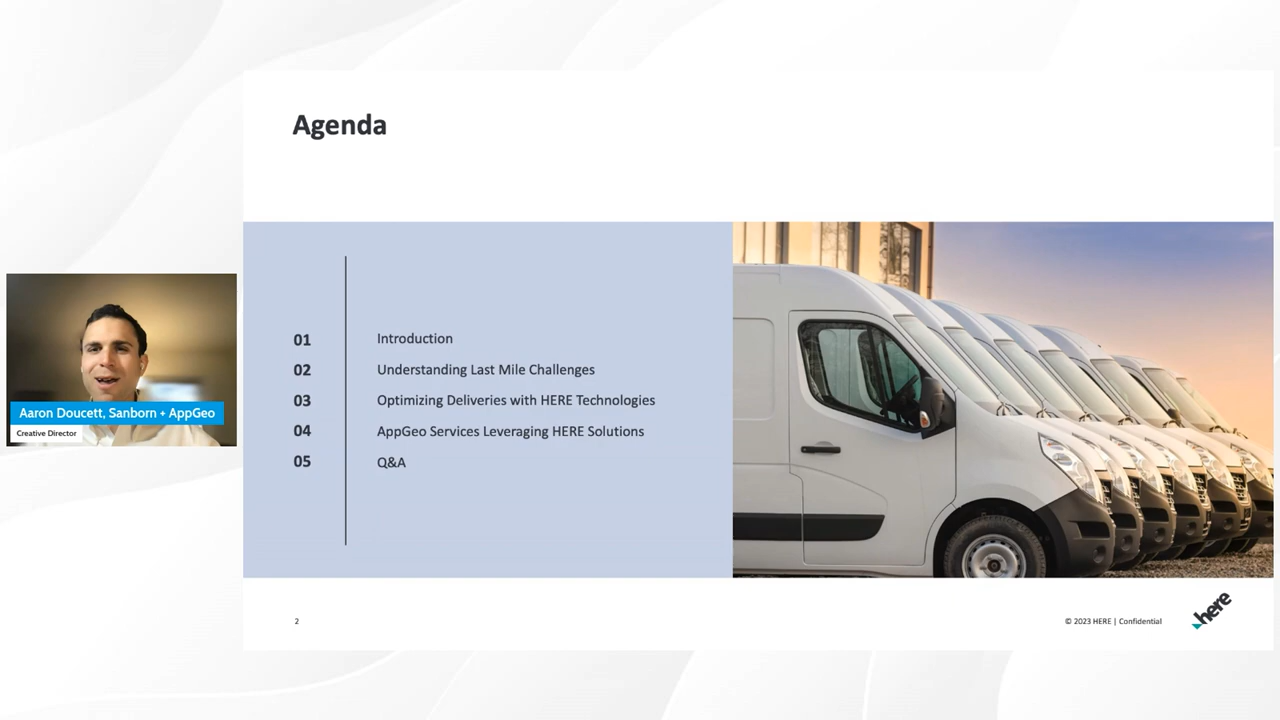 Agenda
01 Introduction
02 Understanding Last Mile Challenges
03 Optimizing Deliveries with HERE Technologies
04 AppGeo Services Leveraging HERE Solutions
05 Q&A
Aaron Doucett, Sanborn + AppGeo
Creative Director
2
© 2023 HERE | Confidential
here